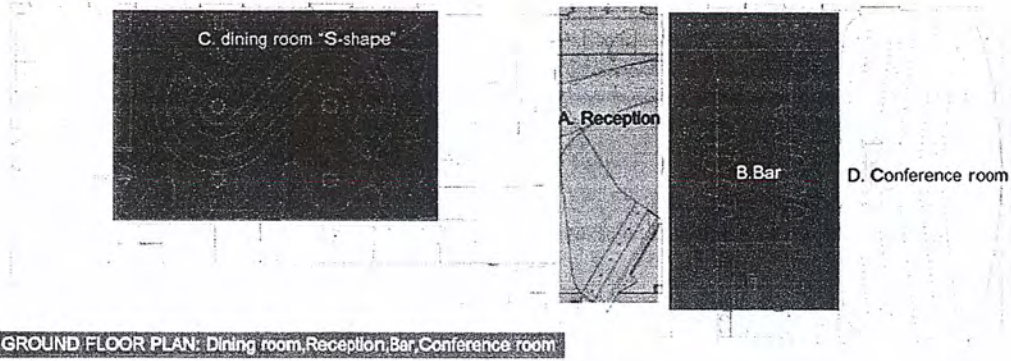 C. dining room "S-shape"
A. Reception
B.Bar
D. Conference room
GROUND FLOOR PLAN: Dining room,Reception,Bar,Conference room